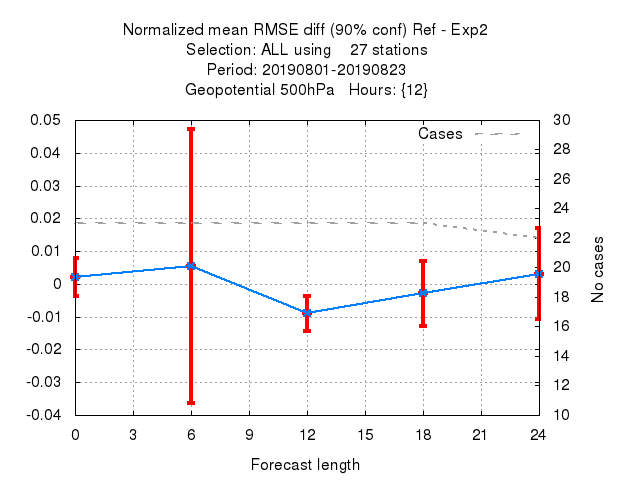 Normalized mean RMSE diff (90% conf) Ref - Exp2
Selection: ALL using    27 stations
Period: 20190801-20190823
Geopotential 500hPa   Hours: {12}
Cases
0.05
0.04
0.03
0.02
0.01
0
-0.01
-0.02
-0.03
-0.04
30
28
26
24
22
20
18
16
14
12
10
No cases
0 3 6 9 12 15 18 21 24
Forecast length